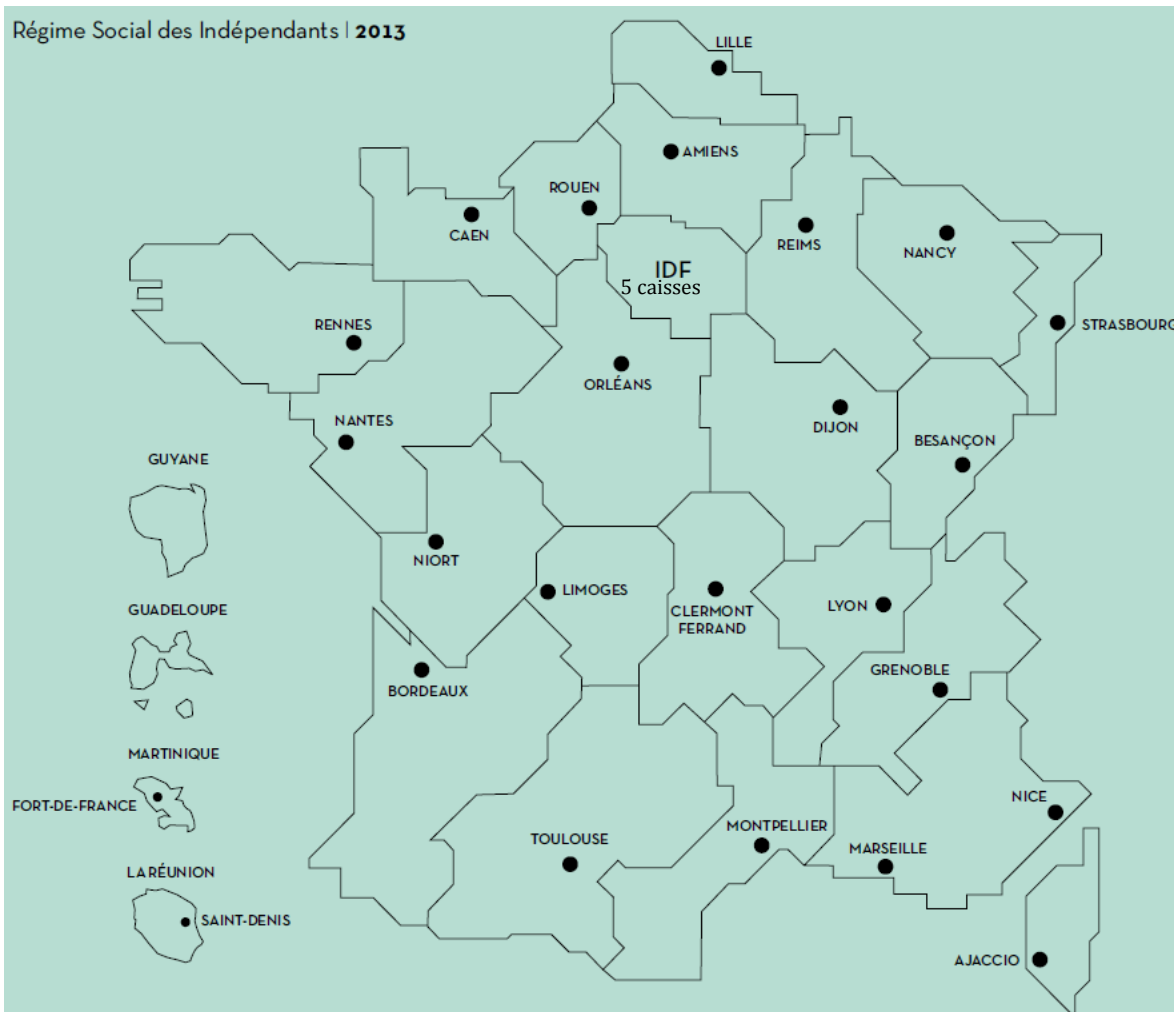 Régime Social des Indépendants | 2013
LILLE
AMIENS
ROUEN
CAEN
REIMS
NANCY
IDF
5 caisses
RENNES
STRASBOURG
ORLÉANS
NANTES
DIJON
BESANÇON
GUYANE
NIORT
LIMOGES
CLERMONT
FERRAND
LYON
GUADELOUPE
GRENOBLE
BORDEAUX
MARTINIQUE
FORT-DE-FRANCE
NICE
MONTPELLIER
TOULOUSE
MARSEILLE
LA RÉUNION
SAINT-DENIS
AJACCIO